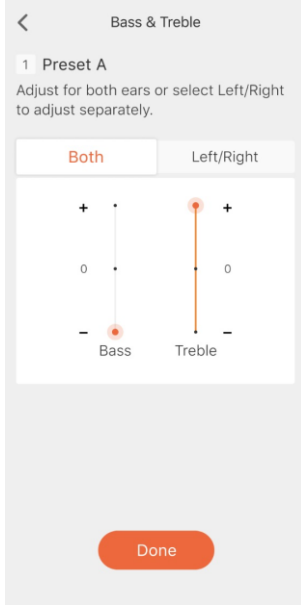 Bass & Treble
1 Preset A
Adjust for both ears or select Left/Right
to adjust separately.
Both Left/Right
+ +
0 0
− −
Bass Treble
Done